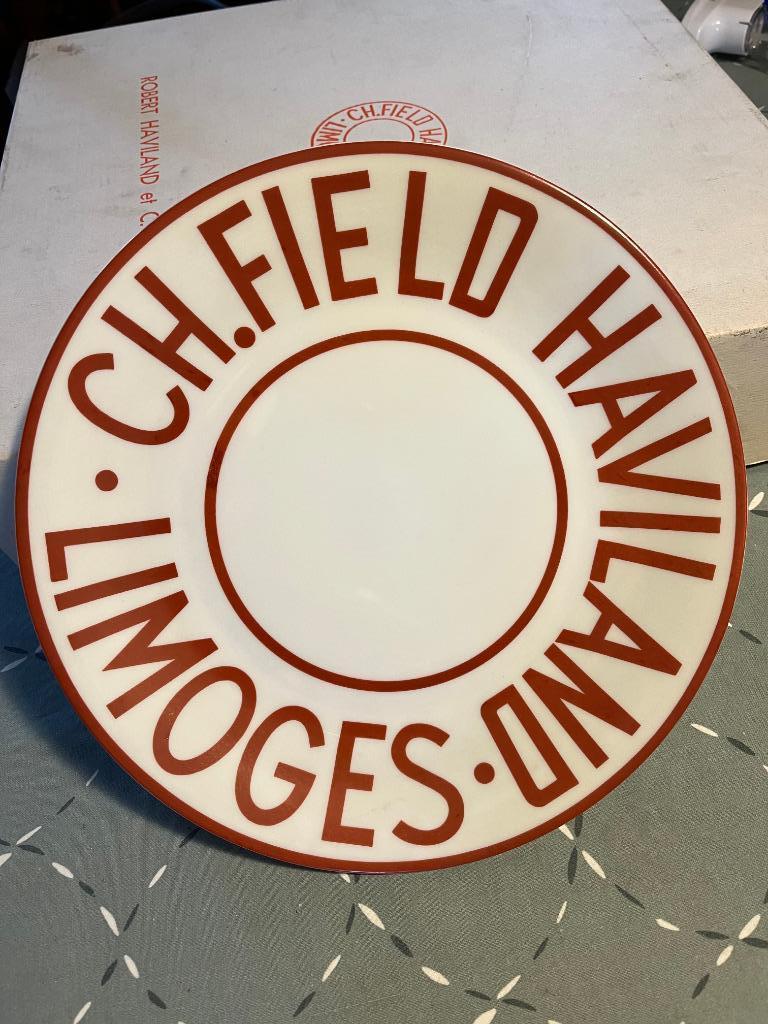 ROBERT HAVILAND et C.
· CH.FIELD HA
CH.FIELD HAVILAND · LIMOGES ·